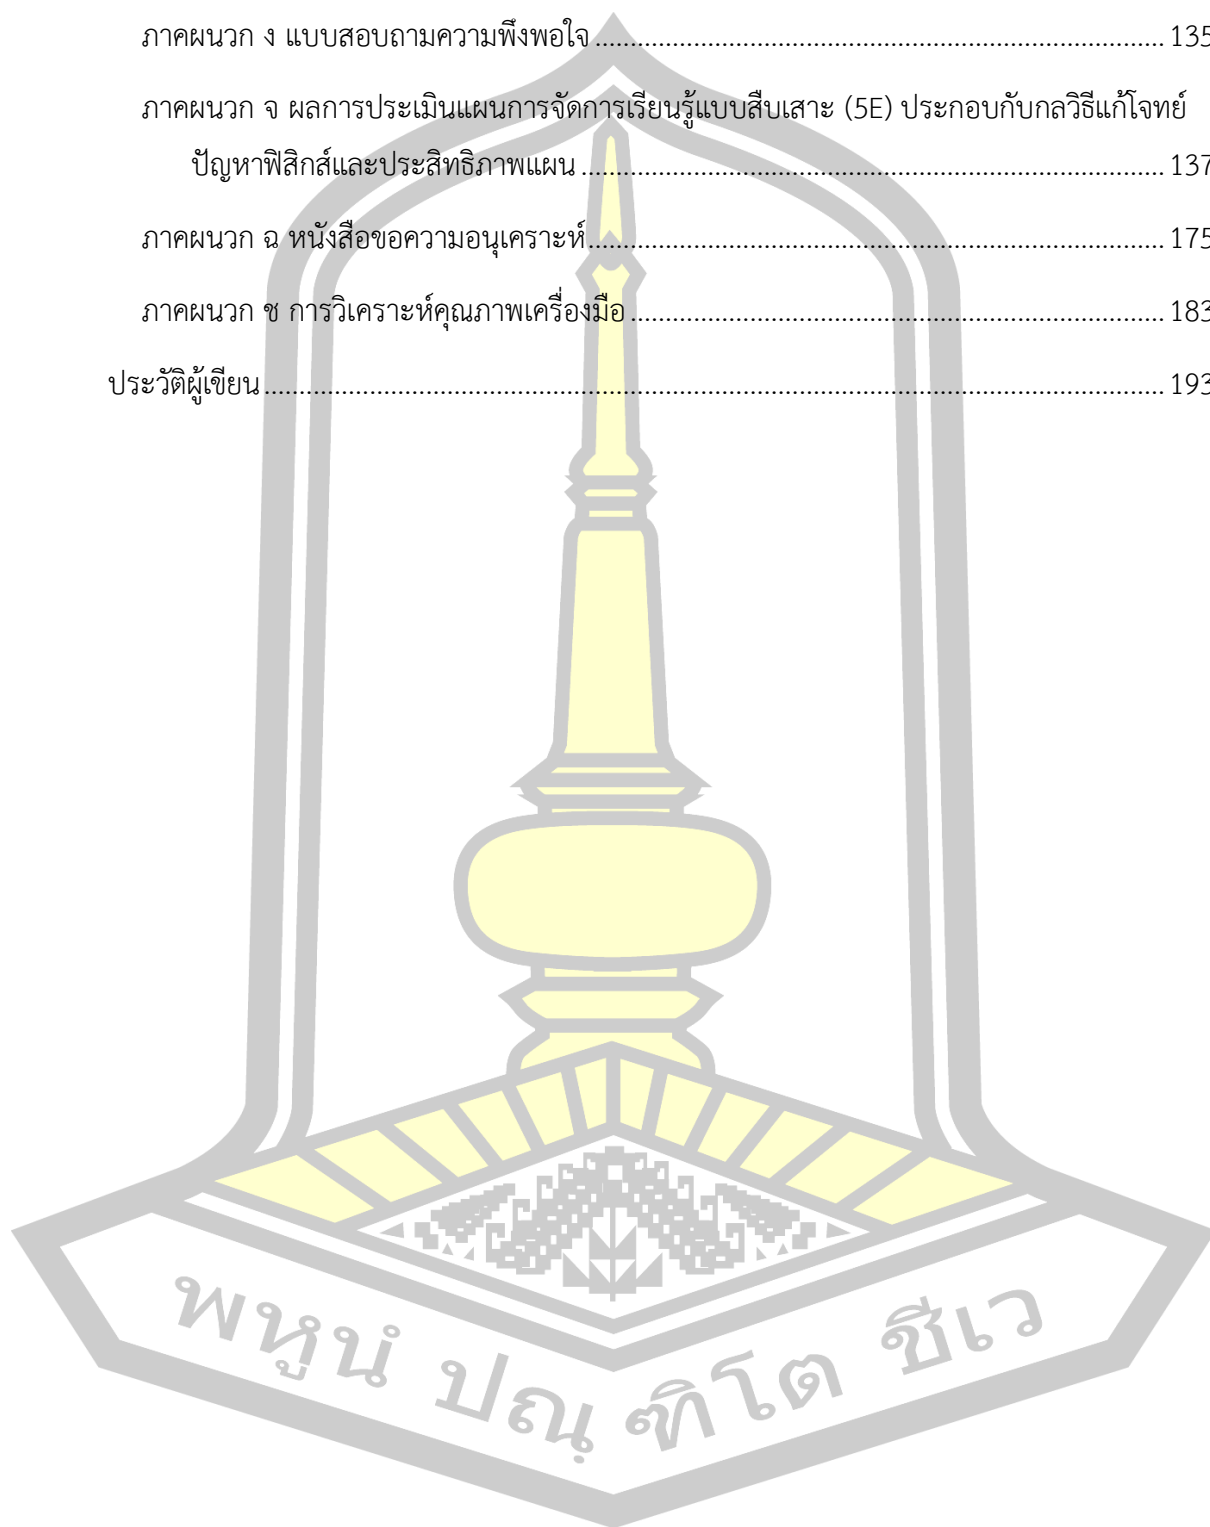 ภาคผนวก ง แบบสอบถามความพึงพอใจ ........................................................................ 135
ภาคผนวก จ ผลการประเมินแผนการจัดการเรียนรู้แบบสืบเสาะ (5E) ประกอบกับกลวิธีแก้โจทย์
ปัญหาฟิสิกส์และประสิทธิภาพแผน ........................................................................ 137
ภาคผนวก ฉ หนังสือขอความอนุเคราะห์ ........................................................................ 175
ภาคผนวก ช การวิเคราะห์คุณภาพเครื่องมือ ................................................................... 183
ประวัติผู้เขียน .................................................................................................................. 193
พหูนํ ปณฺฑิโต ชีเว